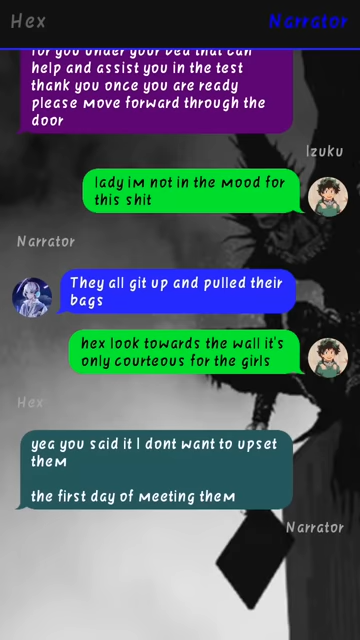 Hex
Narrator
for you under your bed that can
help and assist you in the test
thank you once you are ready
please move forward through the
door
Izuku
lady im not in the mood for
this shit
Narrator
They all git up and pulled their
bags
hex look towards the wall it's
only courteous for the girls
Hex
yea you said it I dont want to upset
them
the first day of meeting them
Narrator